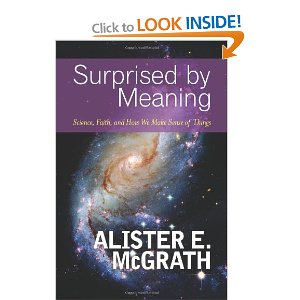 Click to
LOOK INSIDE!
Surprised by
Meaning
Science, Faith, and How We Make Sense of Things
ALISTER E.
McGRATH